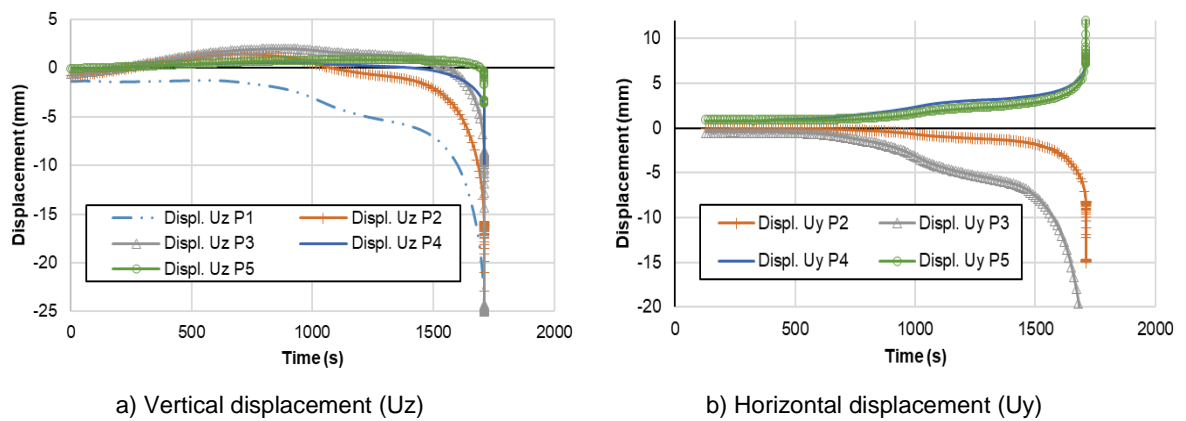 5
0
-5
-10
-15
-20
-25
Displacement (mm)
Displ. Uz P1 Displ. Uz P2
Displ. Uz P3 Displ. Uz P4
Displ. Uz P5
0 500 1000 1500 2000
Time (s)
a) Vertical displacement (Uz)
10
5
0
-5
-10
-15
-20
Displacement (mm)
Displ. Uy P2 Displ. Uy P3
Displ. Uy P4 Displ. Uy P5
0 500 1000 1500 2000
Time (s)
b) Horizontal displacement (Uy)